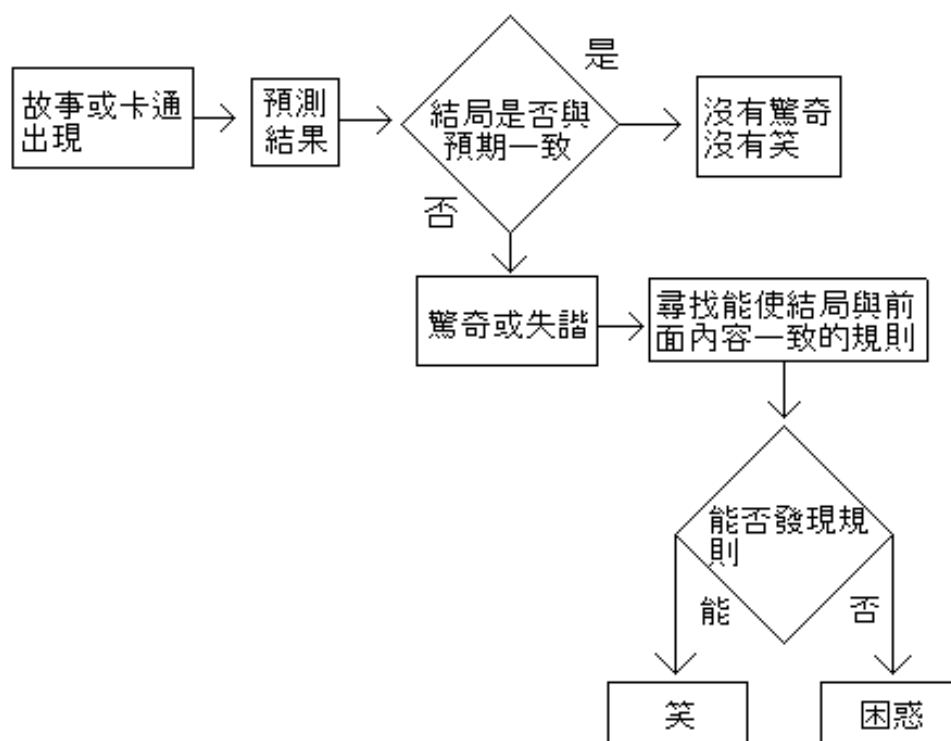 故事或卡通
出現
預測
結果
結局是否與
預期一致
是
沒有驚奇
沒有笑
否
驚奇或失諧
尋找能使結局與前
面內容一致的規則
能否發現規
則
能
否
笑
困惑